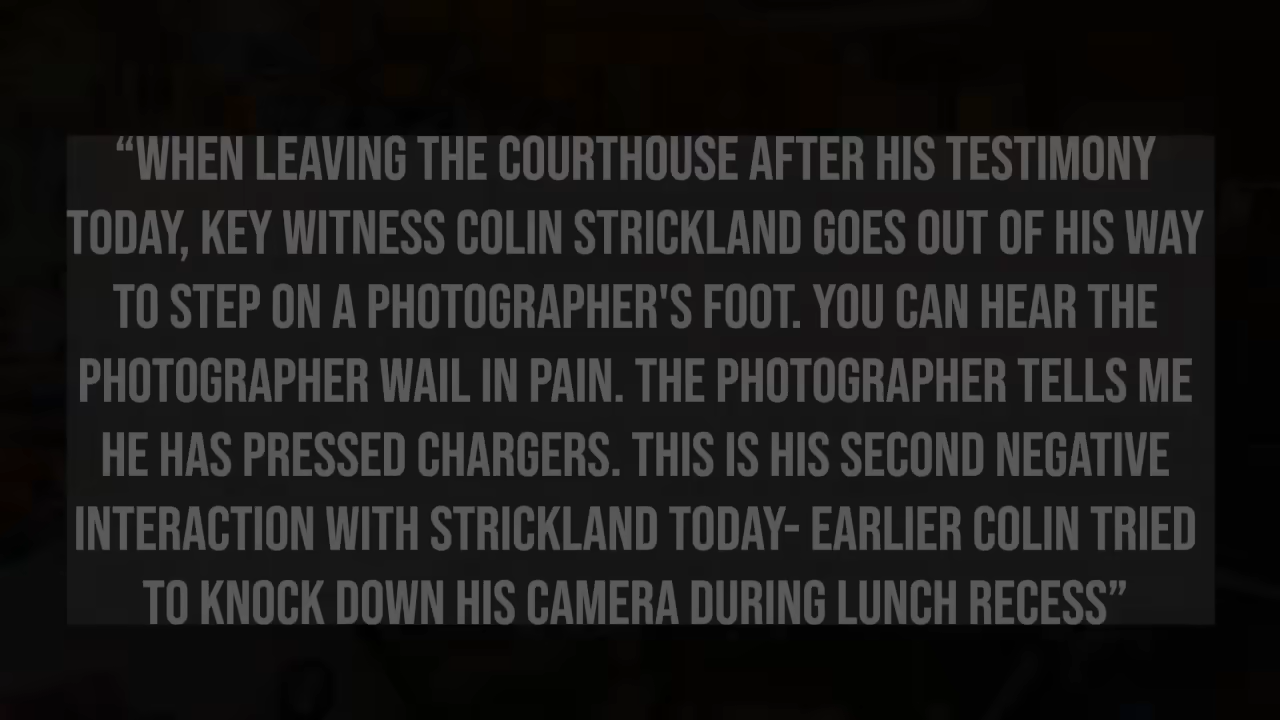 “WHEN LEAVING THE COURTHOUSE AFTER HIS TESTIMONY
TODAY, KEY WITNESS COLIN STRICKLAND GOES OUT OF HIS WAY
TO STEP ON A PHOTOGRAPHER'S FOOT. YOU CAN HEAR THE
PHOTOGRAPHER WAIL IN PAIN. THE PHOTOGRAPHER TELLS ME
HE HAS PRESSED CHARGERS. THIS IS HIS SECOND NEGATIVE
INTERACTION WITH STRICKLAND TODAY- EARLIER COLIN TRIED
TO KNOCK DOWN HIS CAMERA DURING LUNCH RECESS”